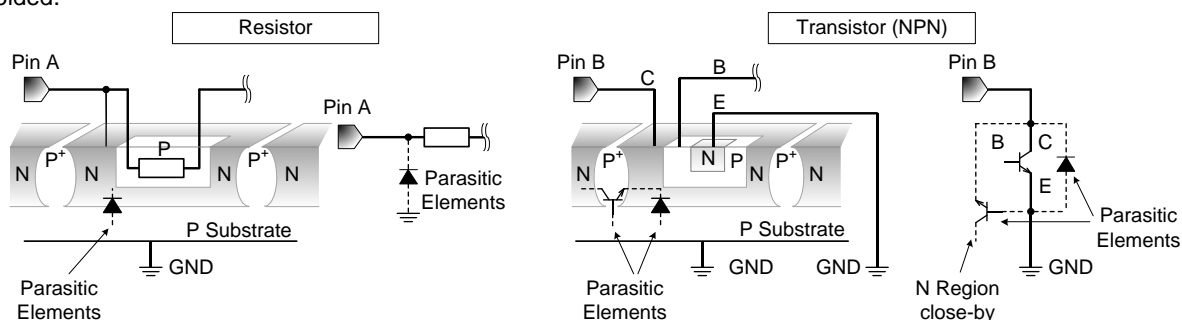 Resistor
Pin A
N
P+
N
P
N
P+
N
P Substrate
GND
Parasitic
Elements
Pin A
Parasitic
Elements
Transistor (NPN)
Pin B
C
B
E
N
P+
N
N
P
N
P+
N
P Substrate
GND
GND
Parasitic
Elements
Pin B
B
C
E
Parasitic
Elements
GND
N Region
close-by